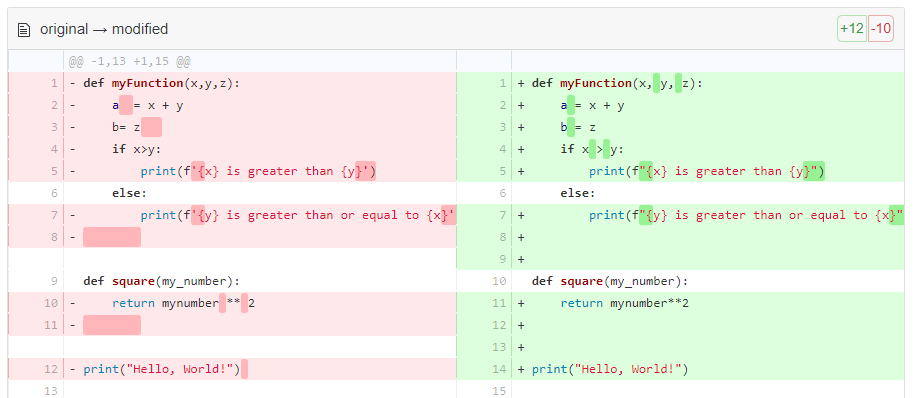 original → modified +12 -10
@@ -1,13 +1,15 @@
1 - def myFunction(x,y,z): 1 + def myFunction(x, y, z):
2 -     a  = x + y 2 +     a = x + y
3 -     b= z 3 +     b = z
4 -     if x>y: 4 +     if x > y:
5 -         print(f'{x} is greater than {y}') 5 +         print(f"{x} is greater than {y}")
6     else: 6     else:
7 -         print(f'{y} is greater than or equal to {x}' 7 +         print(f"{y} is greater than or equal to {x}"
8 - 8 +
9 +
9 def square(my_number): 10 def square(my_number):
10 -     return mynumber ** 2 11 +     return mynumber**2
11 - 12 +
13 +
12 - print("Hello, World!") 14 + print("Hello, World!")
13 15